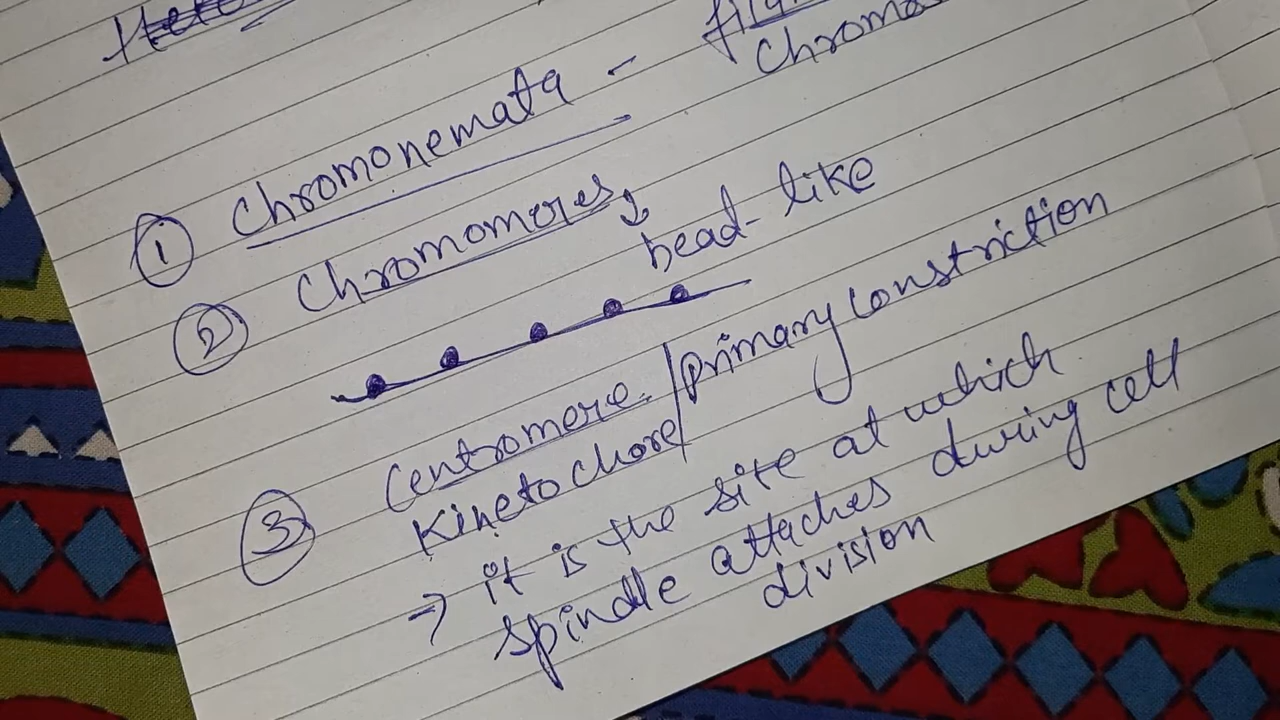 ① Chromonemata -
② Chromomeres
bead-like
③ Centromere. / Primary constriction
Kinetochore
→ it is the site at which
spindle attaches during cell
division